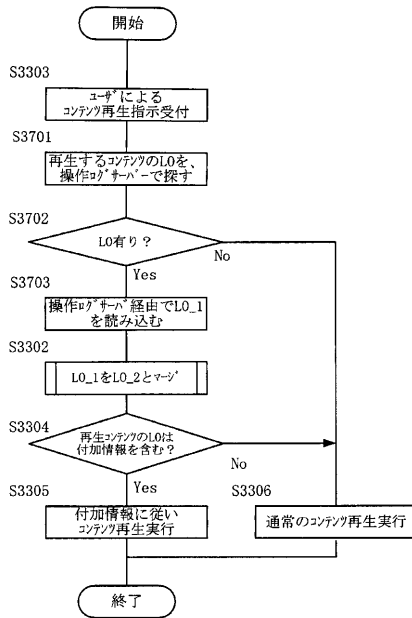 開始
S3303
ユーザによる
コンテンツ再生指示受付
S3701
再生するコンテンツのLOを、
操作ログサーバーで探す
S3702
LO有り？
No
Yes
S3703
操作ログサーバ経由でLO_1
を読み込む
S3302
LO_1をLO_2とマージ
S3304
再生コンテンツのLOは
付加情報を含む？
No
Yes
S3305
付加情報に従い
コンテンツ再生実行
S3306
通常のコンテンツ再生実行
終了